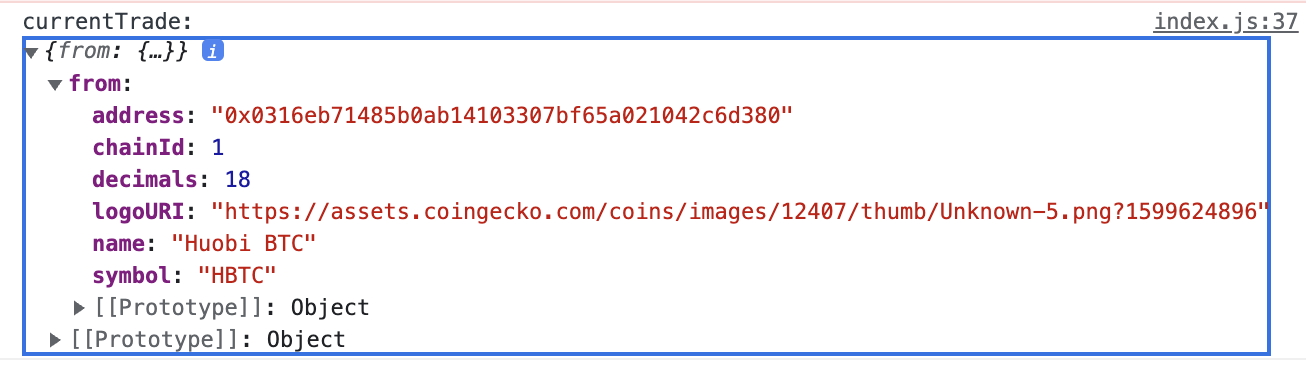 currentTrade: index.js:37
▼{from: {…}} i
▼from:
address: "0x0316eb71485b0ab14103307bf65a021042c6d380"
chainId: 1
decimals: 18
logoURI: "https://assets.coingecko.com/coins/images/12407/thumb/Unknown-5.png?1599624896"
name: "Huobi BTC"
symbol: "HBTC"
▶[[Prototype]]: Object
▶[[Prototype]]: Object